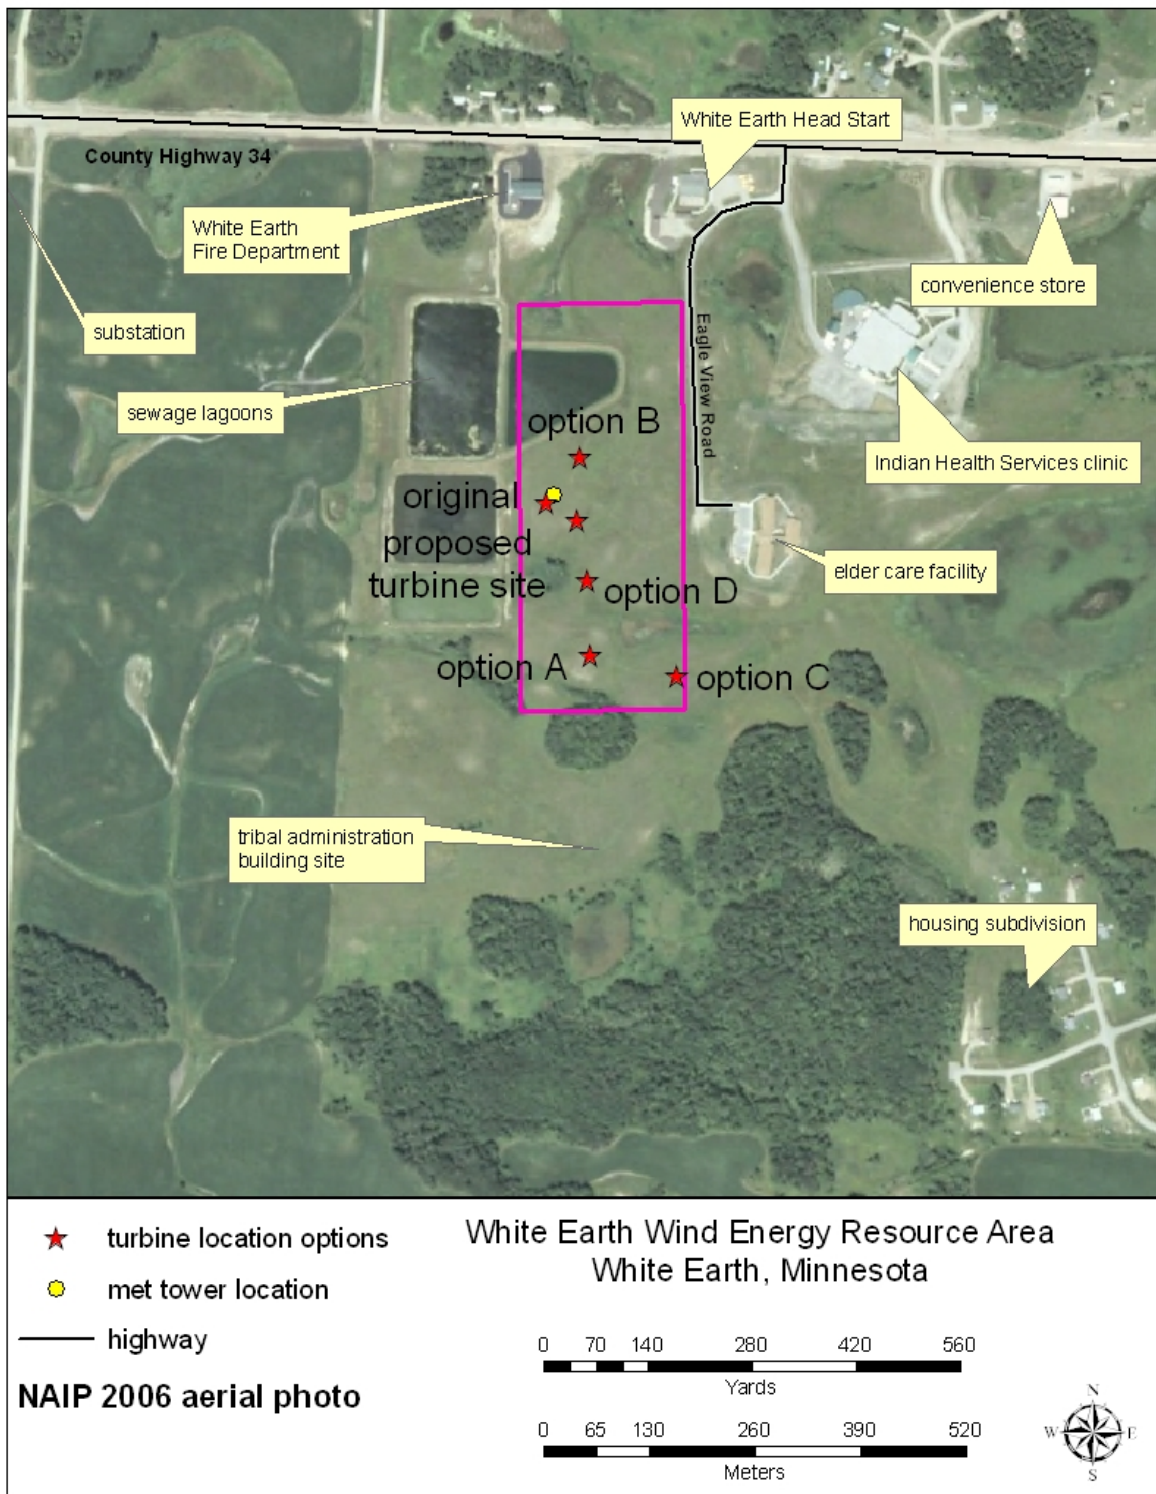 White Earth Head Start
County Highway 34
White Earth
Fire Department
convenience store
substation
Eagle View Road
sewage lagoons
option B
Indian Health Services clinic
original
proposed
turbine site
elder care facility
option D
option A
option C
tribal administration
building site
housing subdivision
turbine location options
met tower location
highway
NAIP 2006 aerial photo
White Earth Wind Energy Resource Area
White Earth, Minnesota
0 70 140 280 420 560
Yards
0 65 130 260 390 520
Meters
N
W E
S